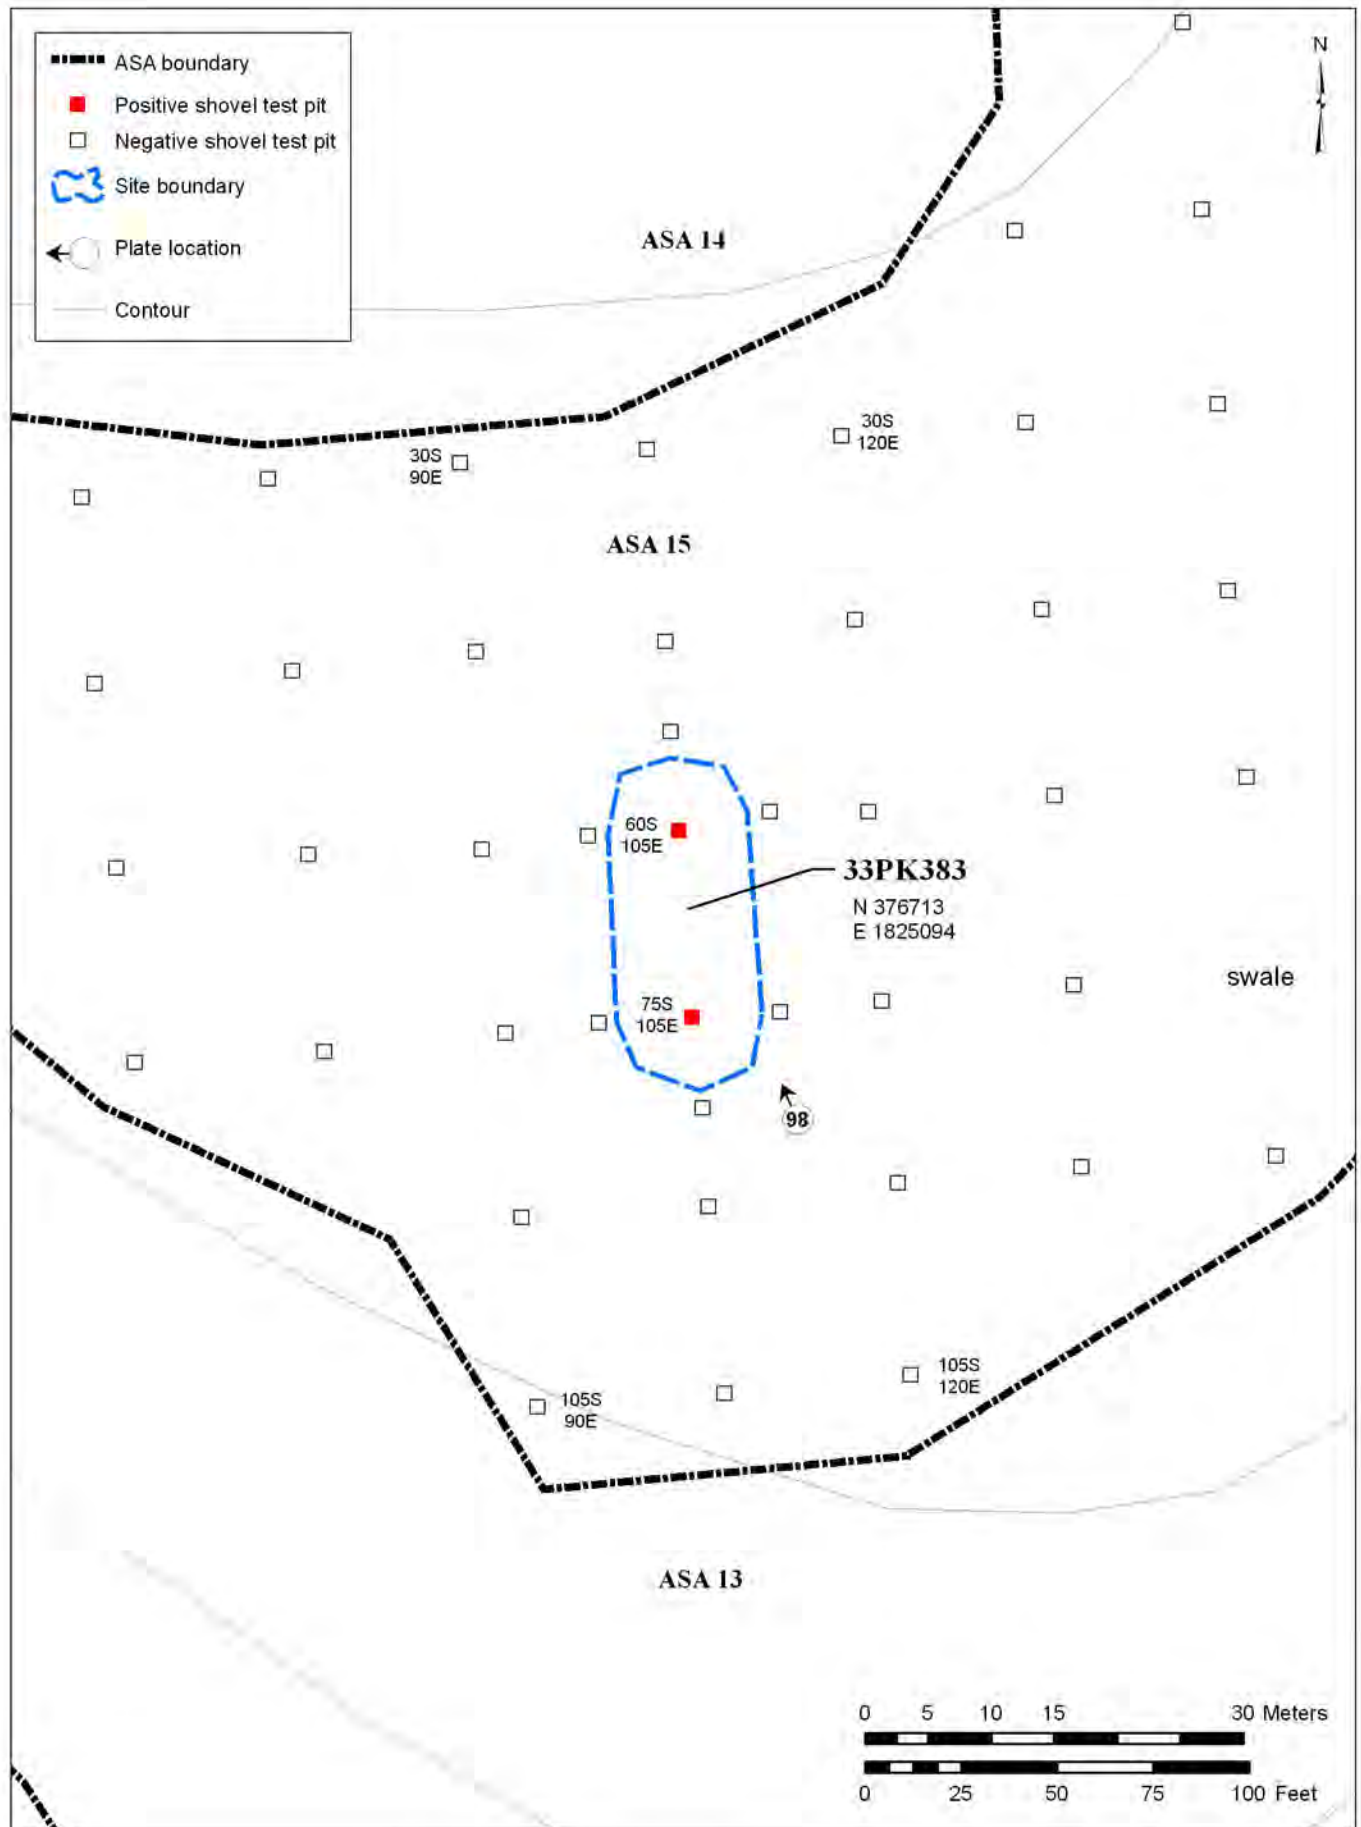 ASA boundary
Positive shovel test pit
Negative shovel test pit
Site boundary
Plate location
Contour
N
ASA 14
30S
120E
30S
90E
ASA 15
60S
105E
33PK383
N 376713
E 1825094
swale
75S
105E
98
105S
120E
105S
90E
ASA 13
0 5 10 15 30 Meters
0 25 50 75 100 Feet